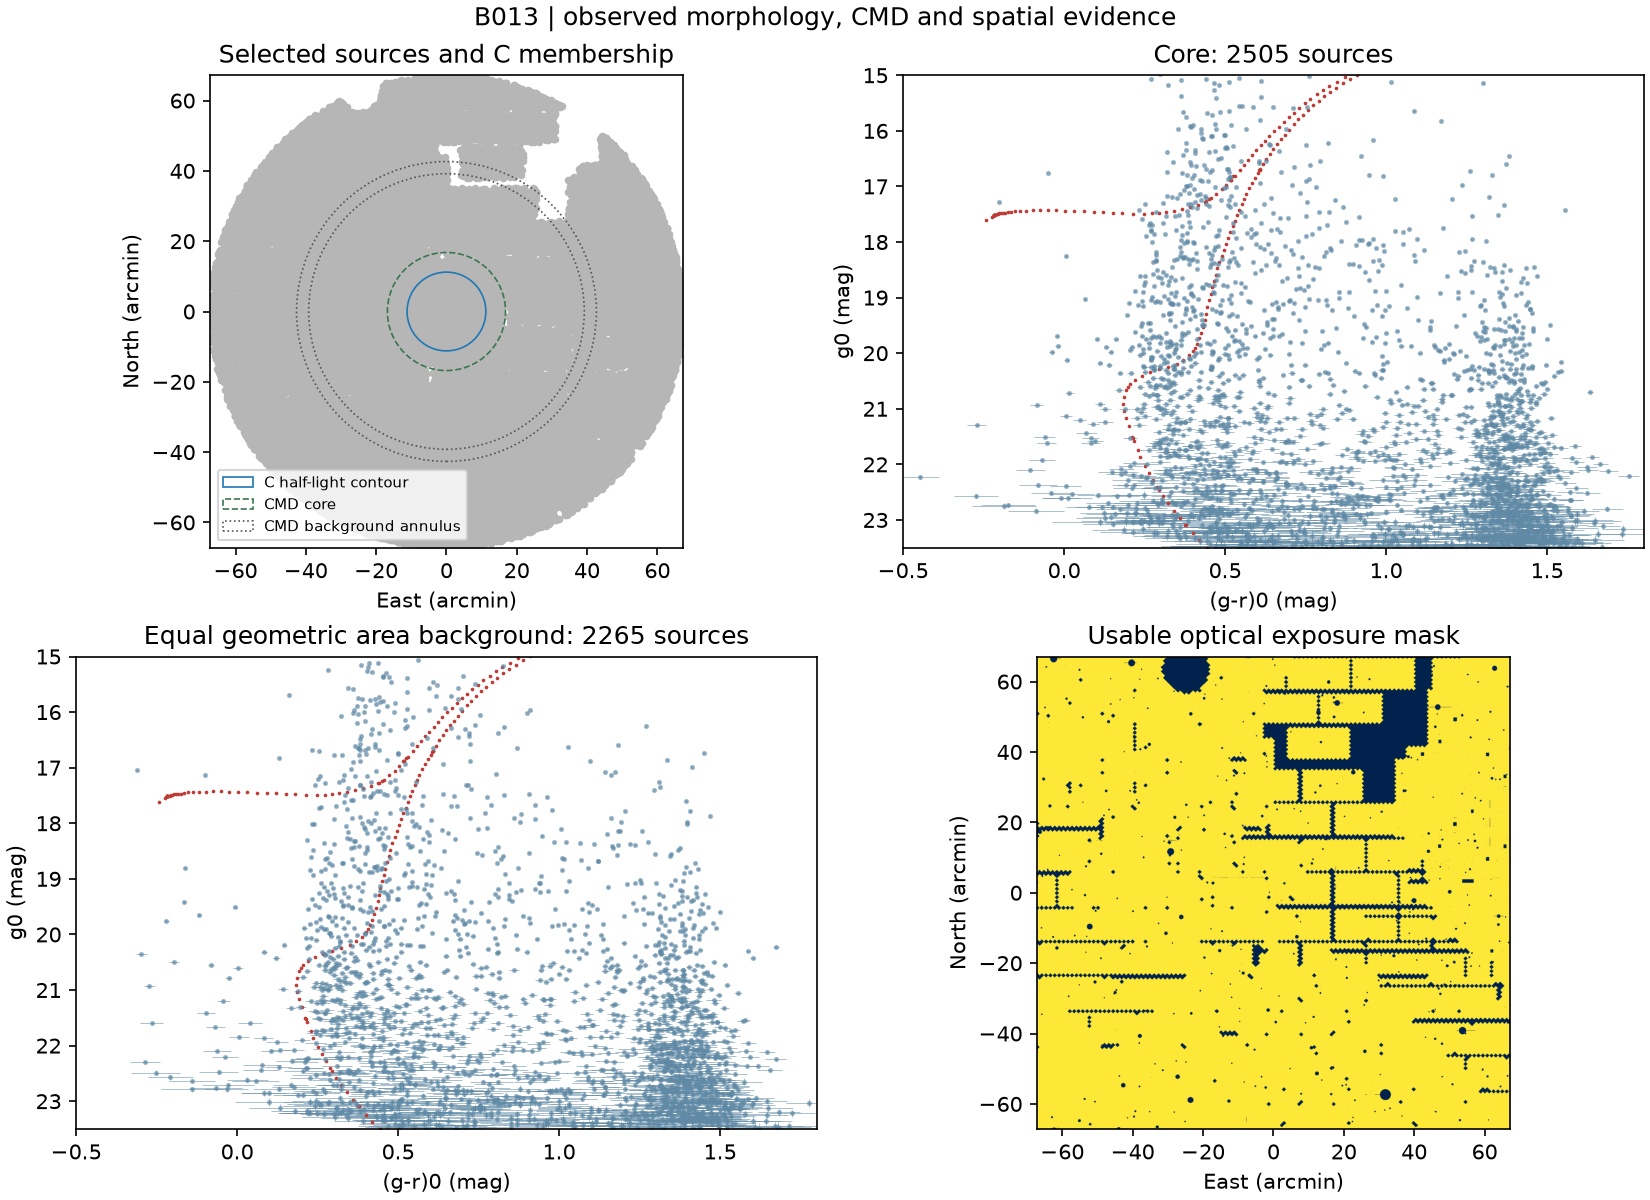 B013 | observed morphology, CMD and spatial evidence
Selected sources and C membership
North (arcmin)
60
40
20
0
−20
−40
−60
C half-light contour
CMD core
CMD background annulus
−60 −40 −20 0 20 40 60
East (arcmin)
Core: 2505 sources
g0 (mag)
15
16
17
18
19
20
21
22
23
−0.5 0.0 0.5 1.0 1.5
(g-r)0 (mag)
Equal geometric area background: 2265 sources
g0 (mag)
15
16
17
18
19
20
21
22
23
−0.5 0.0 0.5 1.0 1.5
(g-r)0 (mag)
Usable optical exposure mask
North (arcmin)
60
40
20
0
−20
−40
−60
−60 −40 −20 0 20 40 60
East (arcmin)